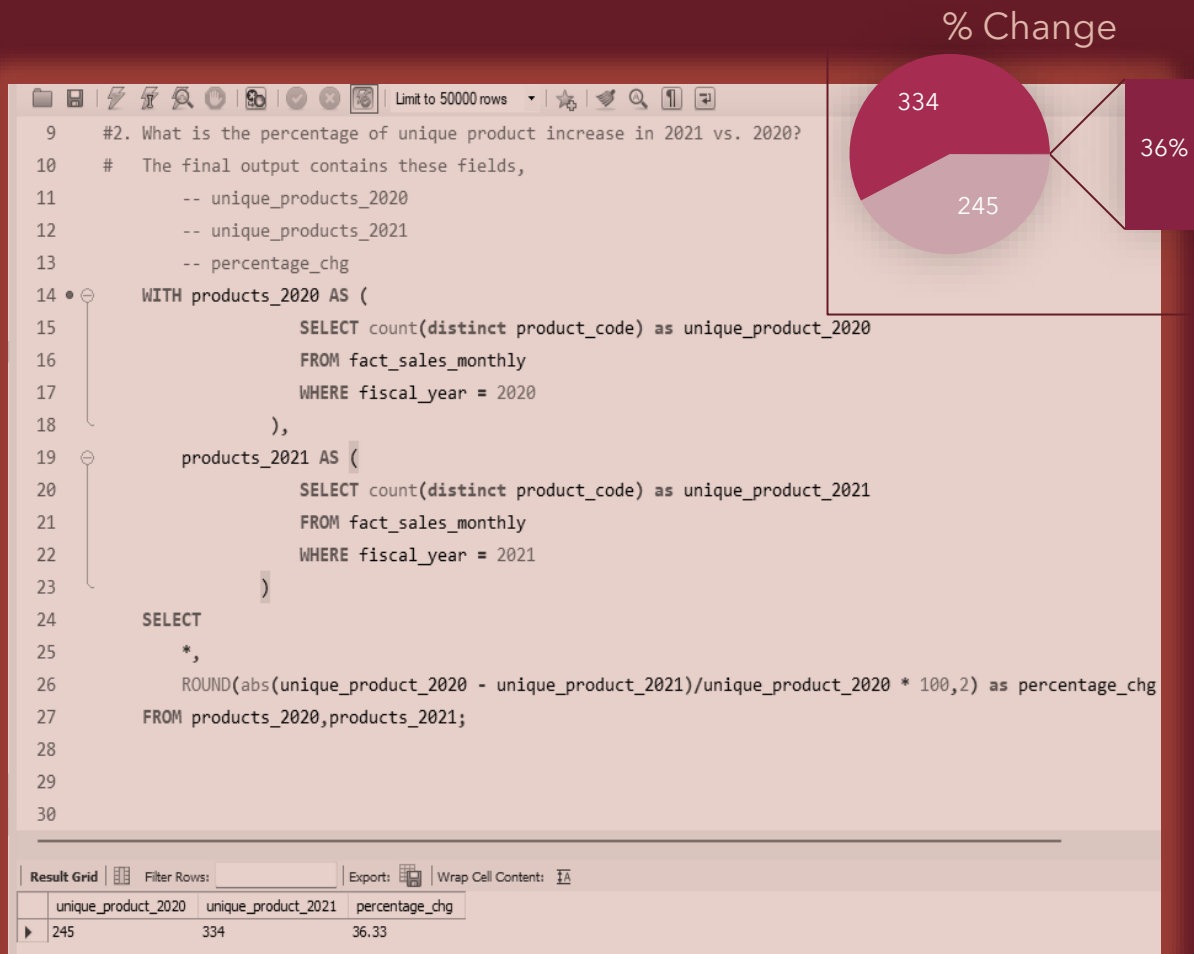 % Change
334
36%
245
Limit to 50000 rows
9 #2. What is the percentage of unique product increase in 2021 vs. 2020?
10 # The final output contains these fields,
11 -- unique_products_2020
12 -- unique_products_2021
13 -- percentage_chg
14 WITH products_2020 AS (
15 SELECT count(distinct product_code) as unique_product_2020
16 FROM fact_sales_monthly
17 WHERE fiscal_year = 2020
18 ),
19 products_2021 AS (
20 SELECT count(distinct product_code) as unique_product_2021
21 FROM fact_sales_monthly
22 WHERE fiscal_year = 2021
23 )
24 SELECT
25 *,
26 ROUND(abs(unique_product_2020 - unique_product_2021)/unique_product_2020 * 100,2) as percentage_chg
27 FROM products_2020,products_2021;
28
29
30
Result Grid Filter Rows: Export: Wrap Cell Content:
unique_product_2020 unique_product_2021 percentage_chg
245 334 36.33